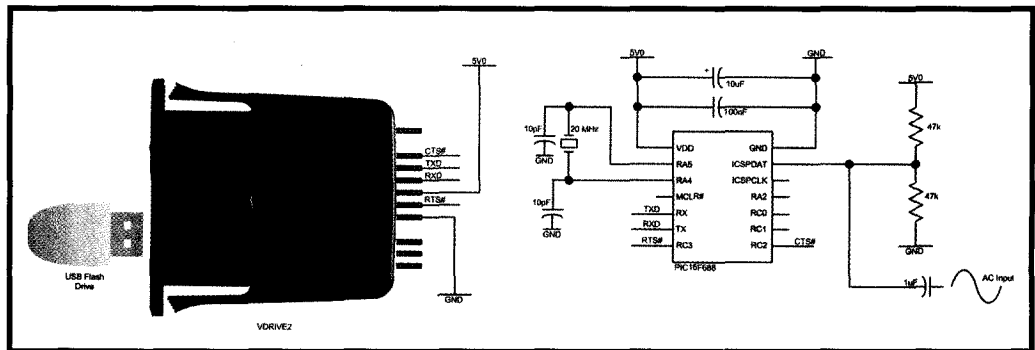 5V0
CTS#
TXD
RXD
RTS#
GND
USB Flash
Drive
VDRIVE2
5V0
GND
10uF
100nF
10pF
20 MHz
GND
10pF
GND
VDD
RA5
RA4
MCLR#
RX
TX
RC3
GND
ICSPDAT
ICSPCLK
RA2
RC0
RC1
RC2
TXD
RXD
RTS#
CTS#
PIC16F688
5V0
47k
47k
GND
1uF
AC Input